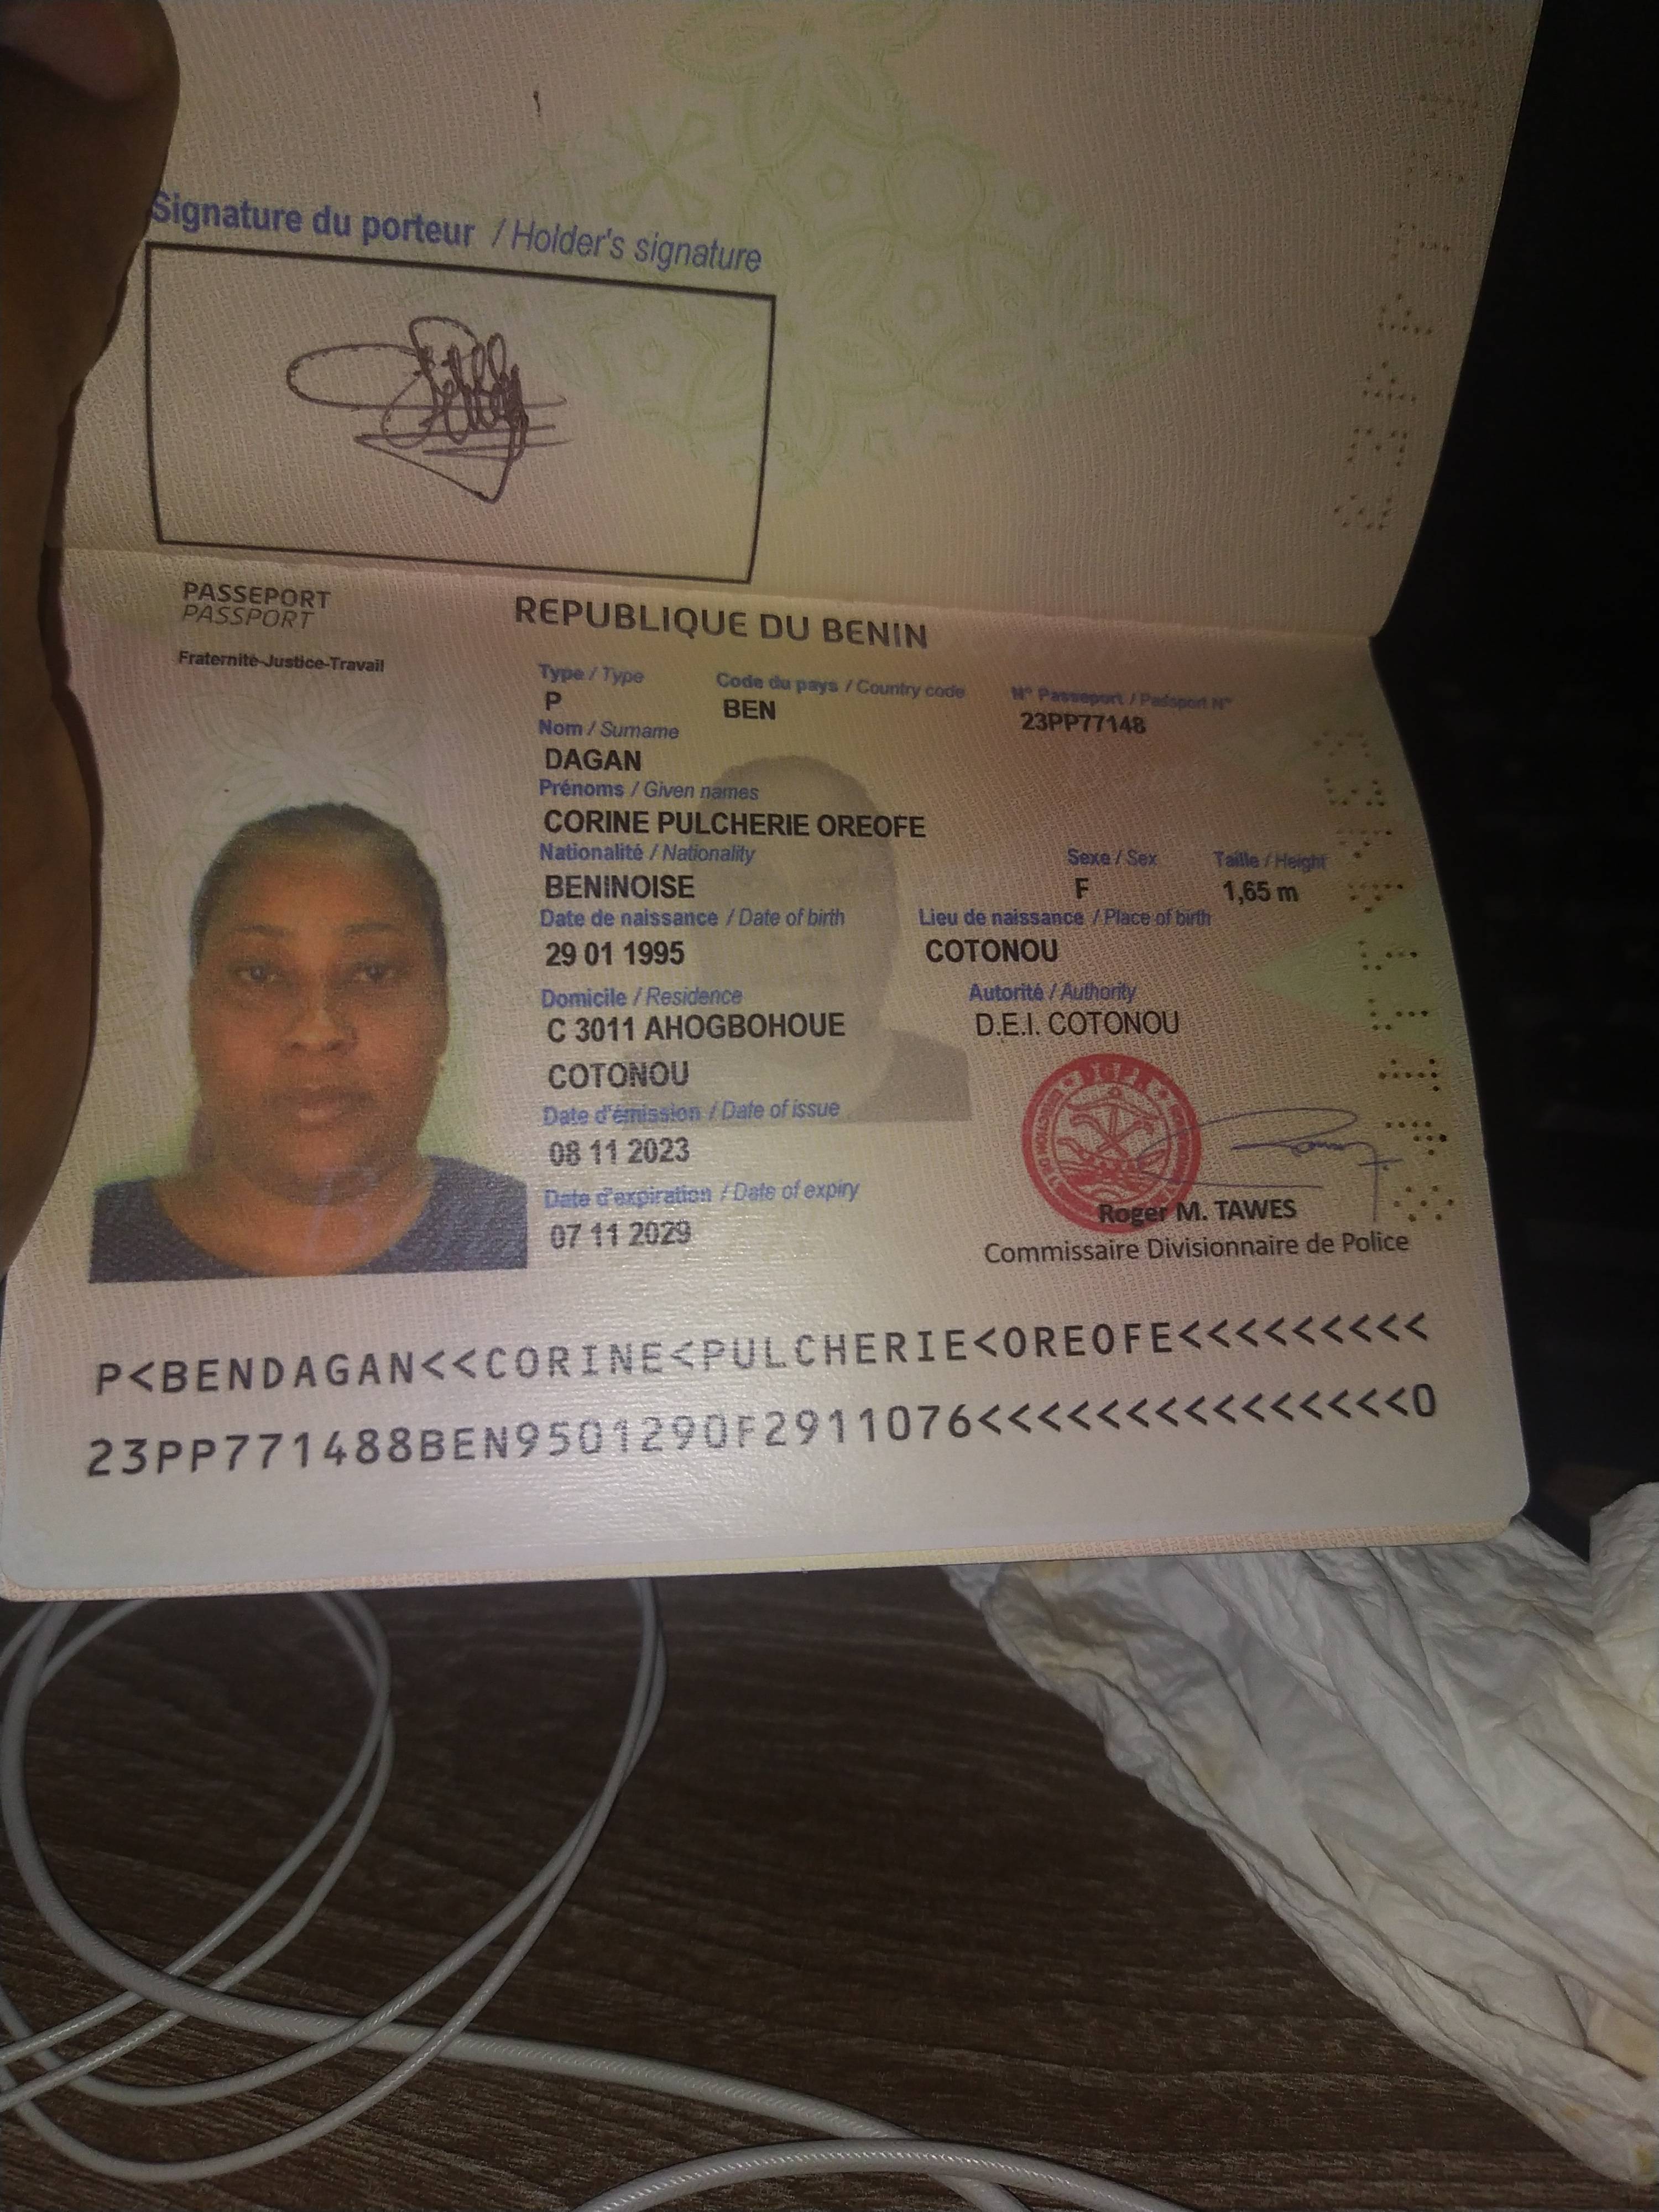 Signature du porteur / Holder's signature
PASSEPORT
PASSPORT
REPUBLIQUE DU BENIN
Fraternité-Justice-Travail
Type / Type
Code du pays / Country code
N° Passeport / Passport N°
P
BEN
23PP77148
Nom / Surname
DAGAN
Prénoms / Given names
CORINE PULCHERIE OREOFE
Nationalité / Nationality
Sexe / Sex
Taille / Height
BENINOISE
F
1,65 m
Date de naissance / Date of birth
Lieu de naissance / Place of birth
29 01 1995
COTONOU
Domicile / Residence
Autorité / Authority
C 3011 AHOGBOHOUE
D.E.I. COTONOU
COTONOU
Date d'émission / Date of issue
08 11 2023
Date d'expiration / Date of expiry
07 11 2029
Roger M. TAWES
Commissaire Divisionnaire de Police
P<BENDAGAN<<CORINE<PULCHERIE<OREOFE<<<<<<<<<
23PP771488BEN9501290F2911076<<<<<<<<<<<<<<<0